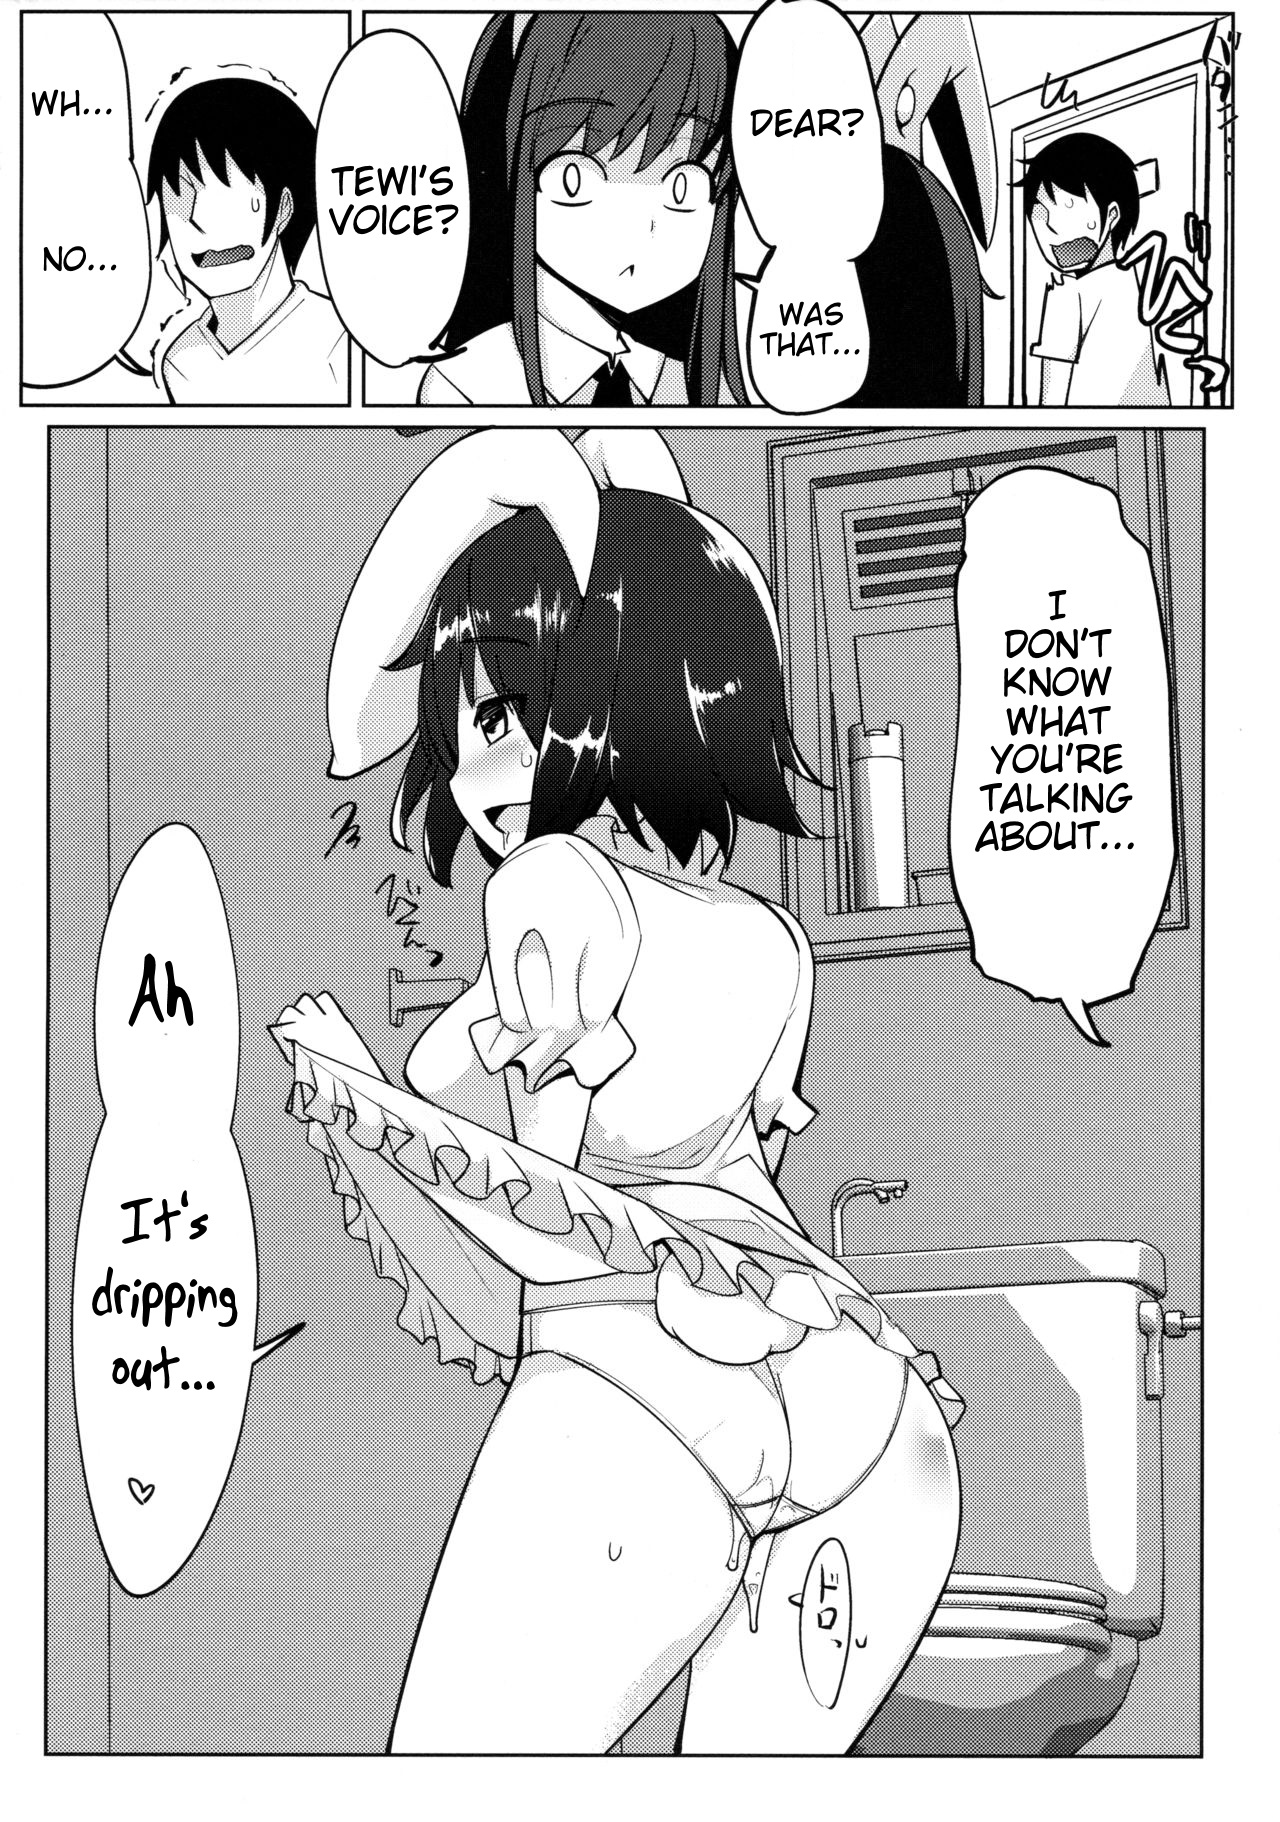 DEAR?
WAS
THAT...
TEWI'S
VOICE?
WH...
NO...
I
DON'T
KNOW
WHAT
YOU'RE
TALKING
ABOUT...
Ah
It's
dripping
out...